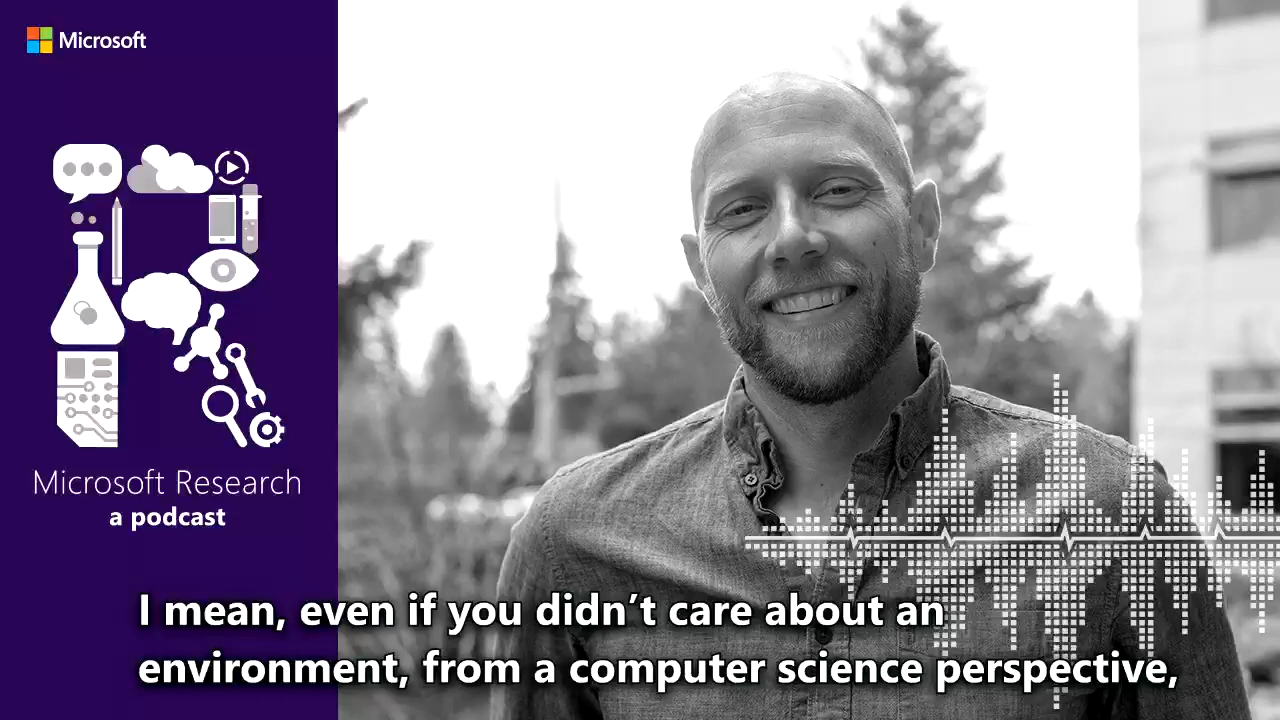 Microsoft
Microsoft Research
a podcast
I mean, even if you didn’t care about an
environment, from a computer science perspective,